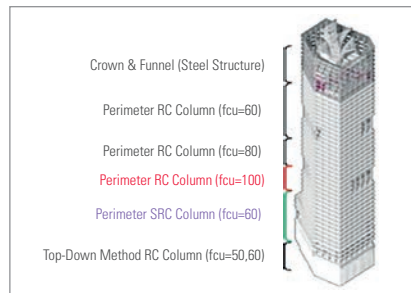 Crown & Funnel (Steel Structure)
Perimeter RC Column (fcu=60)
Perimeter RC Column (fcu=80)
Perimeter RC Column (fcu=100)
Perimeter SRC Column (fcu=60)
Top-Down Method RC Column (fcu=50,60)